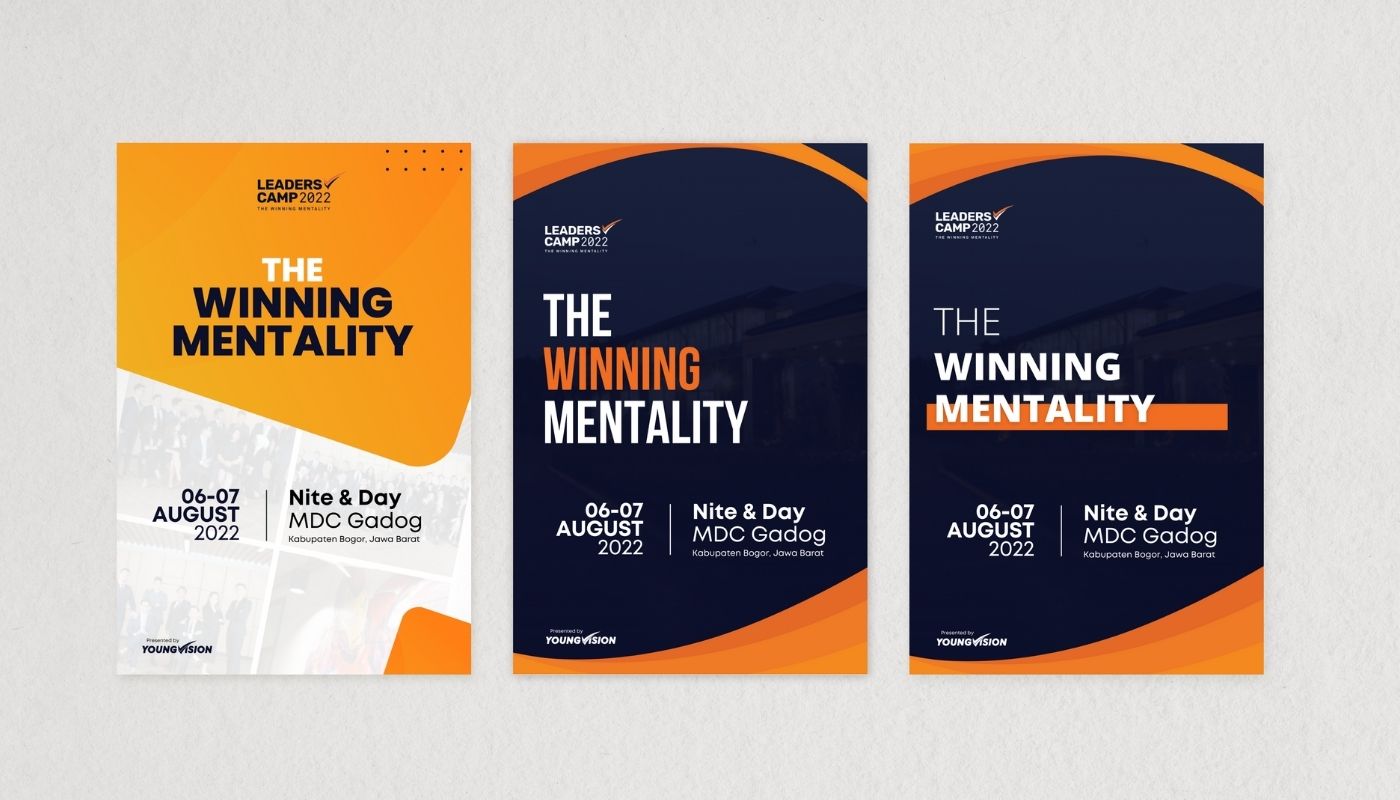 LEADERS
CAMP 2022
THE WINNING MENTALITY
THE
WINNING
MENTALITY
06-07
AUGUST
2022
Nite & Day
MDC Gadog
Kabupaten Bogor, Jawa Barat
Presented by
YOUNGVISION
LEADERS
CAMP 2022
THE WINNING MENTALITY
THE
WINNING
MENTALITY
06-07
AUGUST
2022
Nite & Day
MDC Gadog
Kabupaten Bogor, Jawa Barat
Presented by
YOUNGVISION
LEADERS
CAMP 2022
THE WINNING MENTALITY
THE
WINNING
MENTALITY
06-07
AUGUST
2022
Nite & Day
MDC Gadog
Kabupaten Bogor, Jawa Barat
Presented by
YOUNGVISION